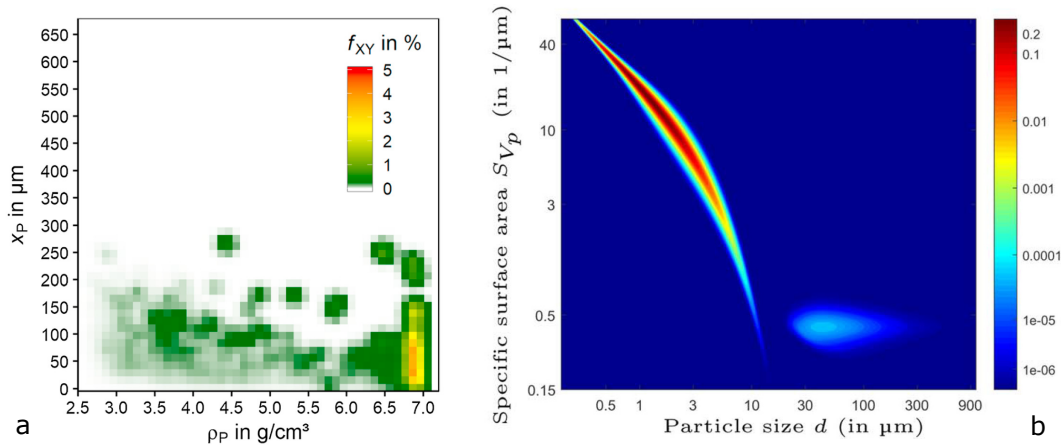 650
600
550
500
450
400
350
300
250
200
150
100
50
0
x_P in µm
f_XY in %
5
4
3
2
1
0
2.5 3.0 3.5 4.0 4.5 5.0 5.5 6.0 6.5 7.0
ρ_P in g/cm³
a
Specific surface area S_{V_p} (in 1/µm)
40
10
3
0.5
0.15
0.5 1 3 10 30 100 300 900
Particle size d (in µm)
0.2
0.1
0.01
0.001
0.0001
1e-05
1e-06
b